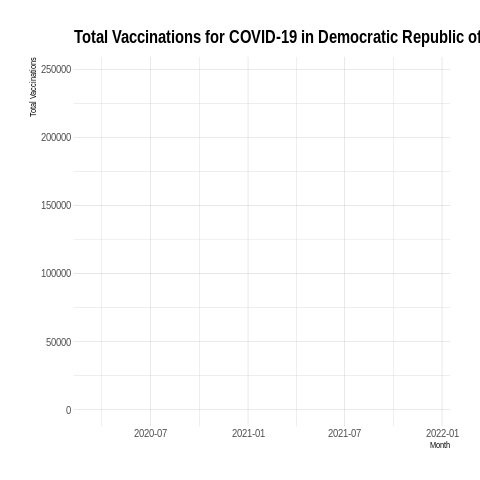 Total Vaccinations for COVID-19 in Democratic Republic of
Total Vaccinations
250000
200000
150000
100000
50000
0
2020-07 2021-01 2021-07 2022-01
Month